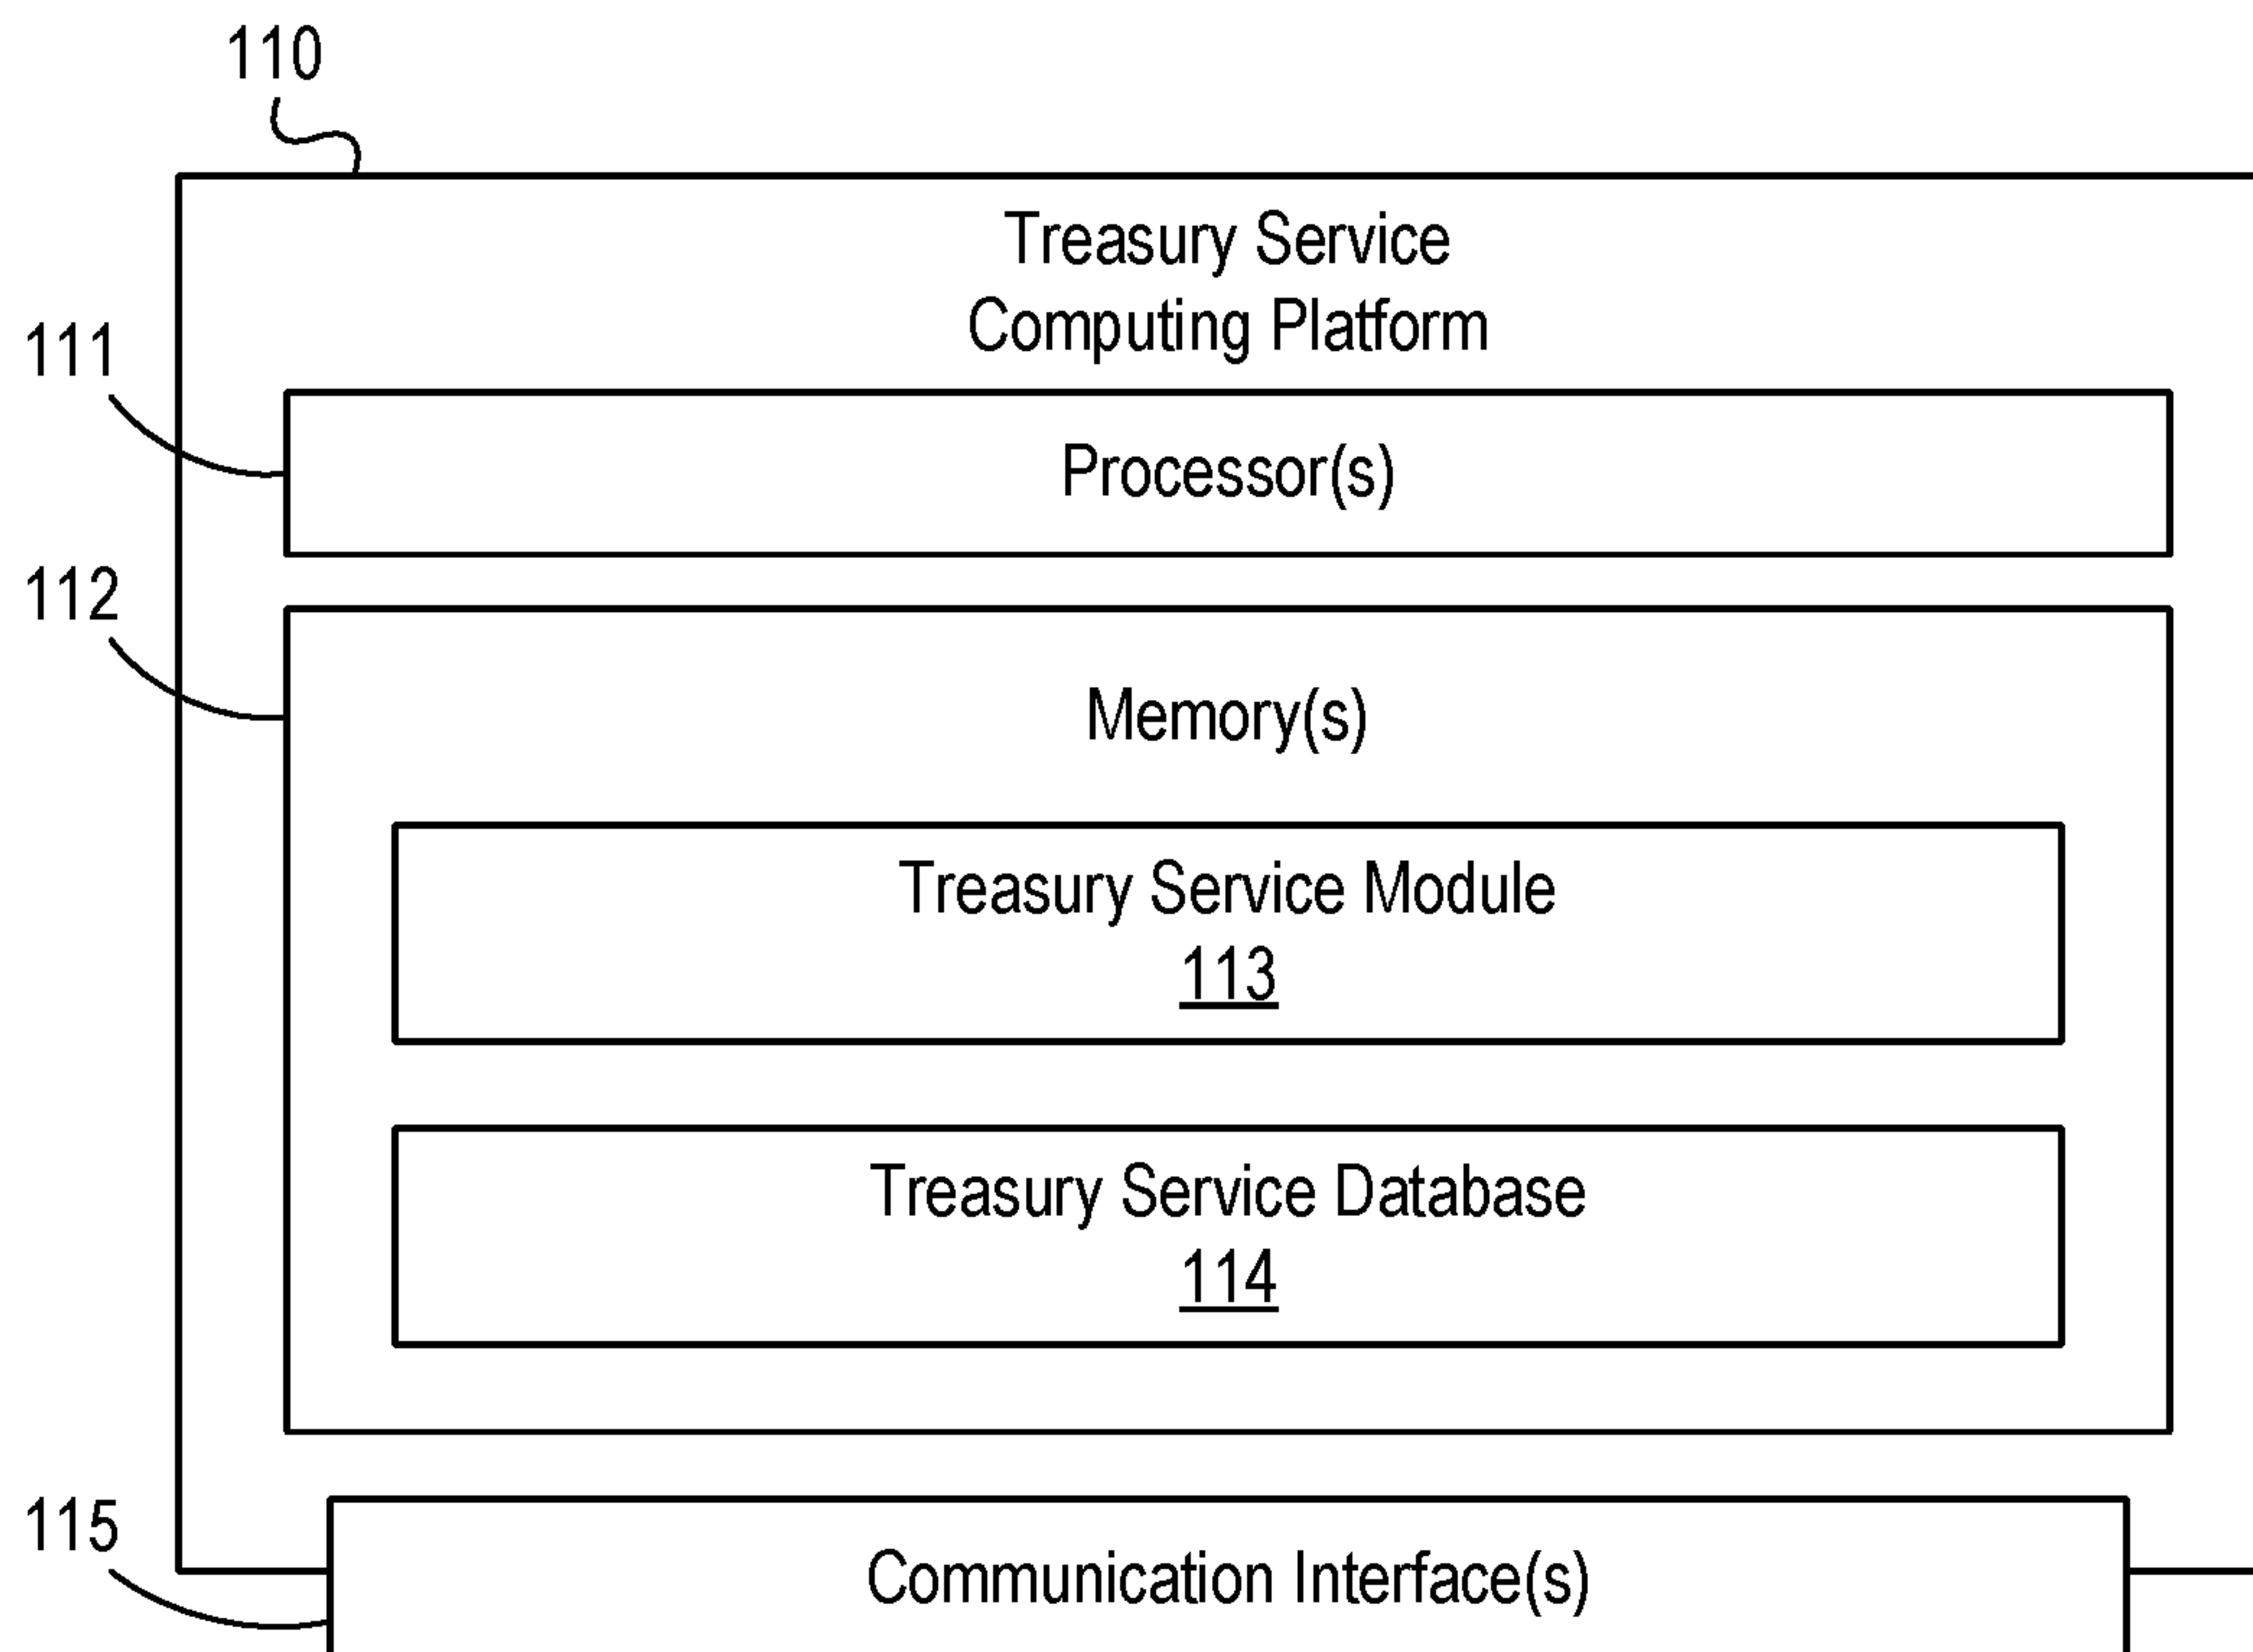 110
Treasury Service
Computing Platform
111
Processor(s)
112
Memory(s)
Treasury Service Module
113
Treasury Service Database
114
115
Communication Interface(s)